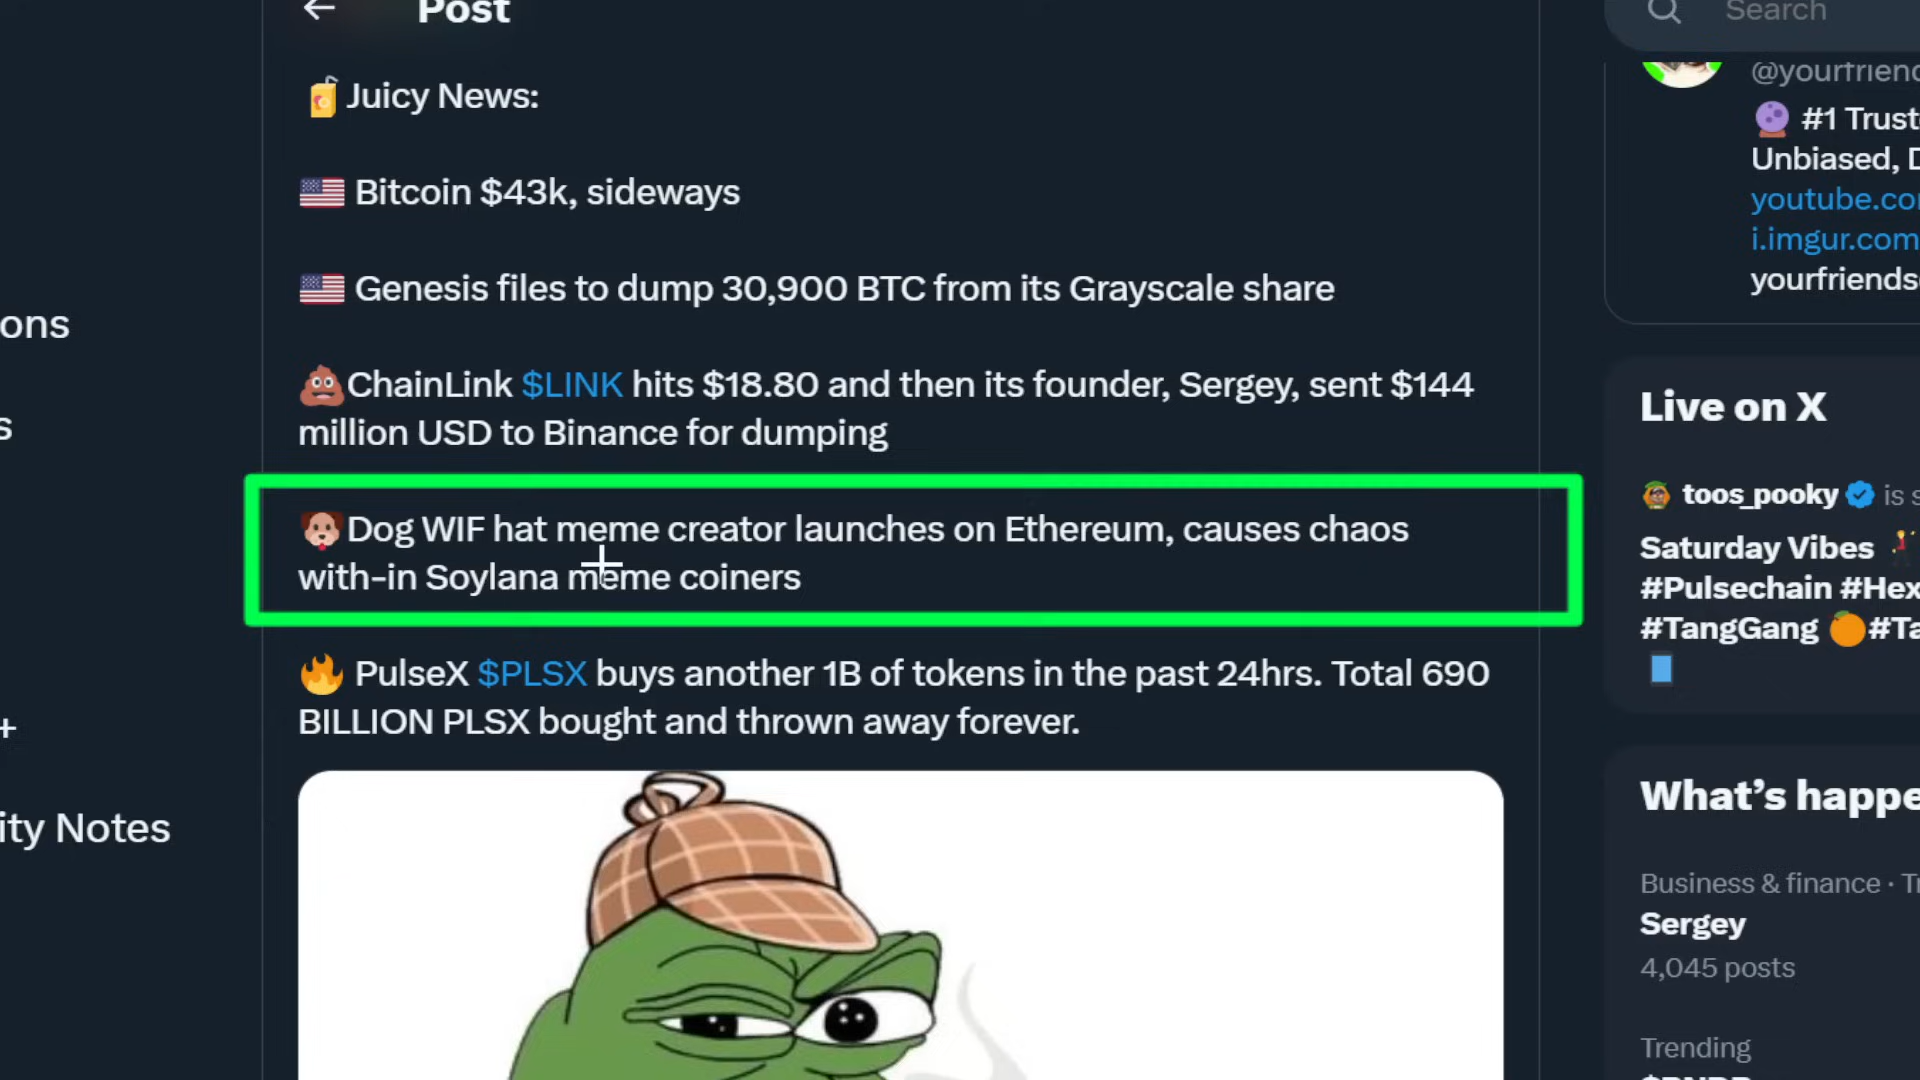 Post
Juicy News:
Bitcoin $43k, sideways
Genesis files to dump 30,900 BTC from its Grayscale share
ChainLink $LINK hits $18.80 and then its founder, Sergey, sent $144
million USD to Binance for dumping
Dog WIF hat meme creator launches on Ethereum, causes chaos
with-in Soylana meme coiners
PulseX $PLSX buys another 1B of tokens in the past 24hrs. Total 690
BILLION PLSX bought and thrown away forever.
ons
s
+
ity Notes
Search
@yourfriend
#1 Trust
Unbiased, D
youtube.co
i.imgur.com
yourfriends
Live on X
toos_pooky is s
Saturday Vibes
#Pulsechain #Hex
#TangGang #Ta
What's happe
Business & finance · Tr
Sergey
4,045 posts
Trending